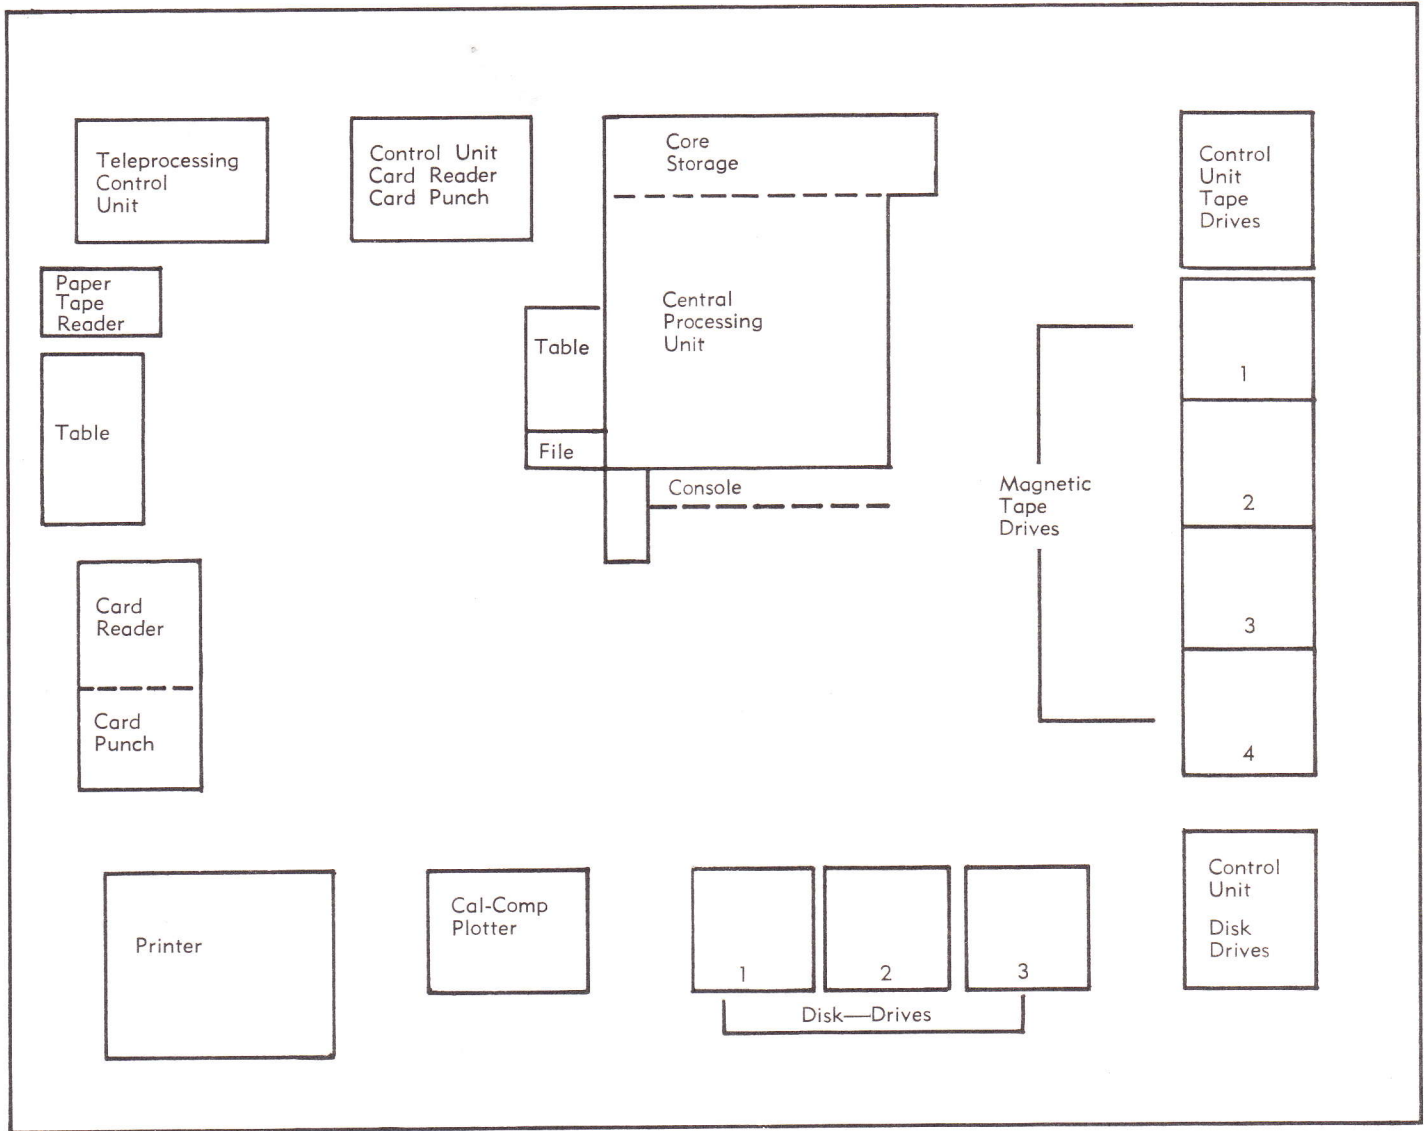 Teleprocessing
Control
Unit
Control Unit
Card Reader
Card Punch
Core
Storage
Control
Unit
Tape
Drives
Paper
Tape
Reader
Table
Central
Processing
Unit
Table
File
Console
Magnetic
Tape
Drives
1
2
3
4
Card
Reader
Card
Punch
Printer
Cal-Comp
Plotter
1
2
3
Disk—Drives
Control
Unit
Disk
Drives